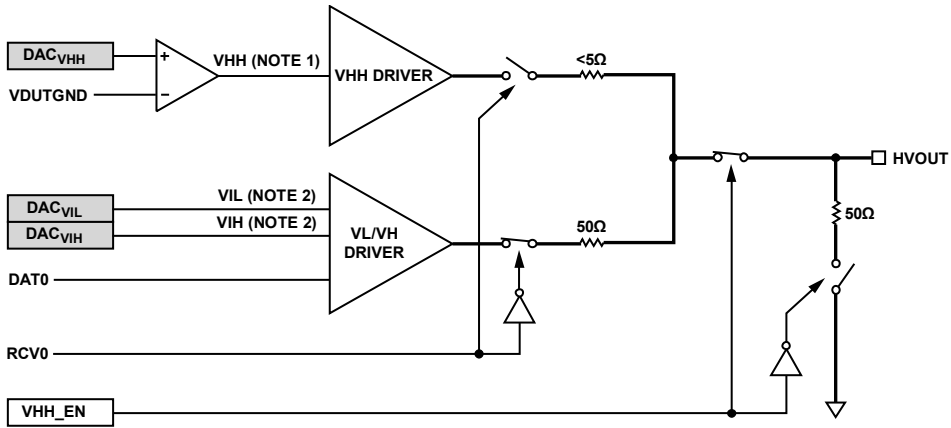 DACVHH
+
VHH (NOTE 1)
VDUTGND
−
VHH DRIVER
<5Ω
HVOUT
DACVIL
VIL (NOTE 2)
DACVIH
VIH (NOTE 2)
VL/VH
DRIVER
50Ω
50Ω
DAT0
RCV0
VHH_EN